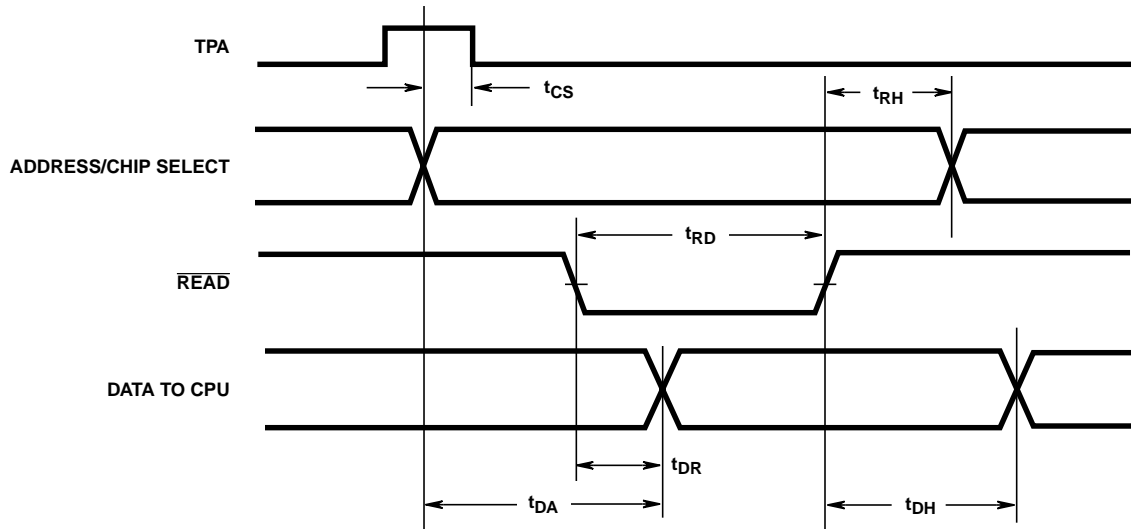 TPA
tCS
tRH
ADDRESS/CHIP SELECT
tRD
READ
DATA TO CPU
tDR
tDA
tDH